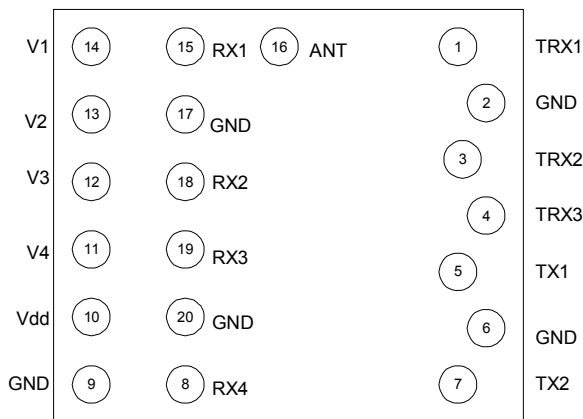 V1 14 15 RX1 16 ANT 1 TRX1
2 GND
V2 13 17 GND
3 TRX2
V3 12 18 RX2
4 TRX3
V4 11 19 RX3
5 TX1
Vdd 10 20 GND
6 GND
GND 9 8 RX4 7 TX2